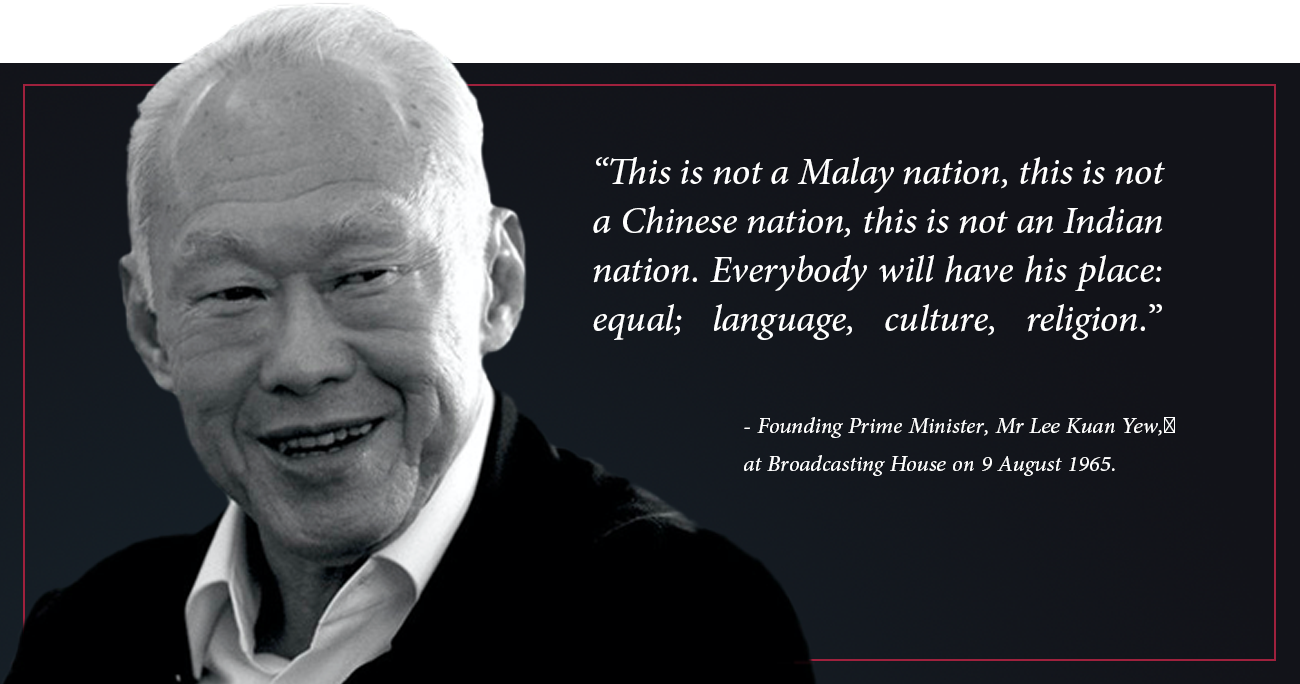 “This is not a Malay nation, this is not
a Chinese nation, this is not an Indian
nation. Everybody will have his place:
equal; language, culture, religion.”
- Founding Prime Minister, Mr Lee Kuan Yew,
at Broadcasting House on 9 August 1965.